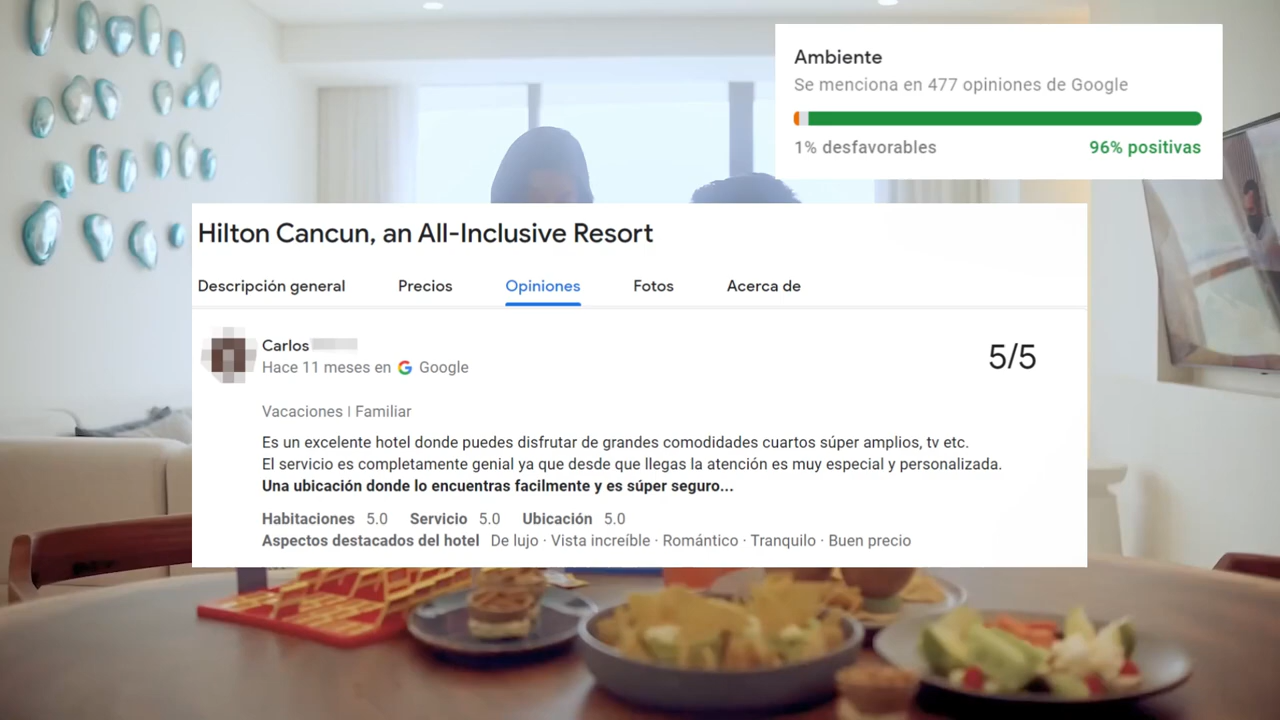 Ambiente
Se menciona en 477 opiniones de Google
1% desfavorables
96% positivas
Hilton Cancun, an All-Inclusive Resort
Descripción general Precios Opiniones Fotos Acerca de
Carlos
5/5
Hace 11 meses en Google
Vacaciones | Familiar
Es un excelente hotel donde puedes disfrutar de grandes comodidades cuartos súper amplios, tv etc.
El servicio es completamente genial ya que desde que llegas la atención es muy especial y personalizada.
Una ubicación donde lo encuentras facilmente y es súper seguro...
Habitaciones 5.0 Servicio 5.0 Ubicación 5.0
Aspectos destacados del hotel De lujo · Vista increíble · Romántico · Tranquilo · Buen precio